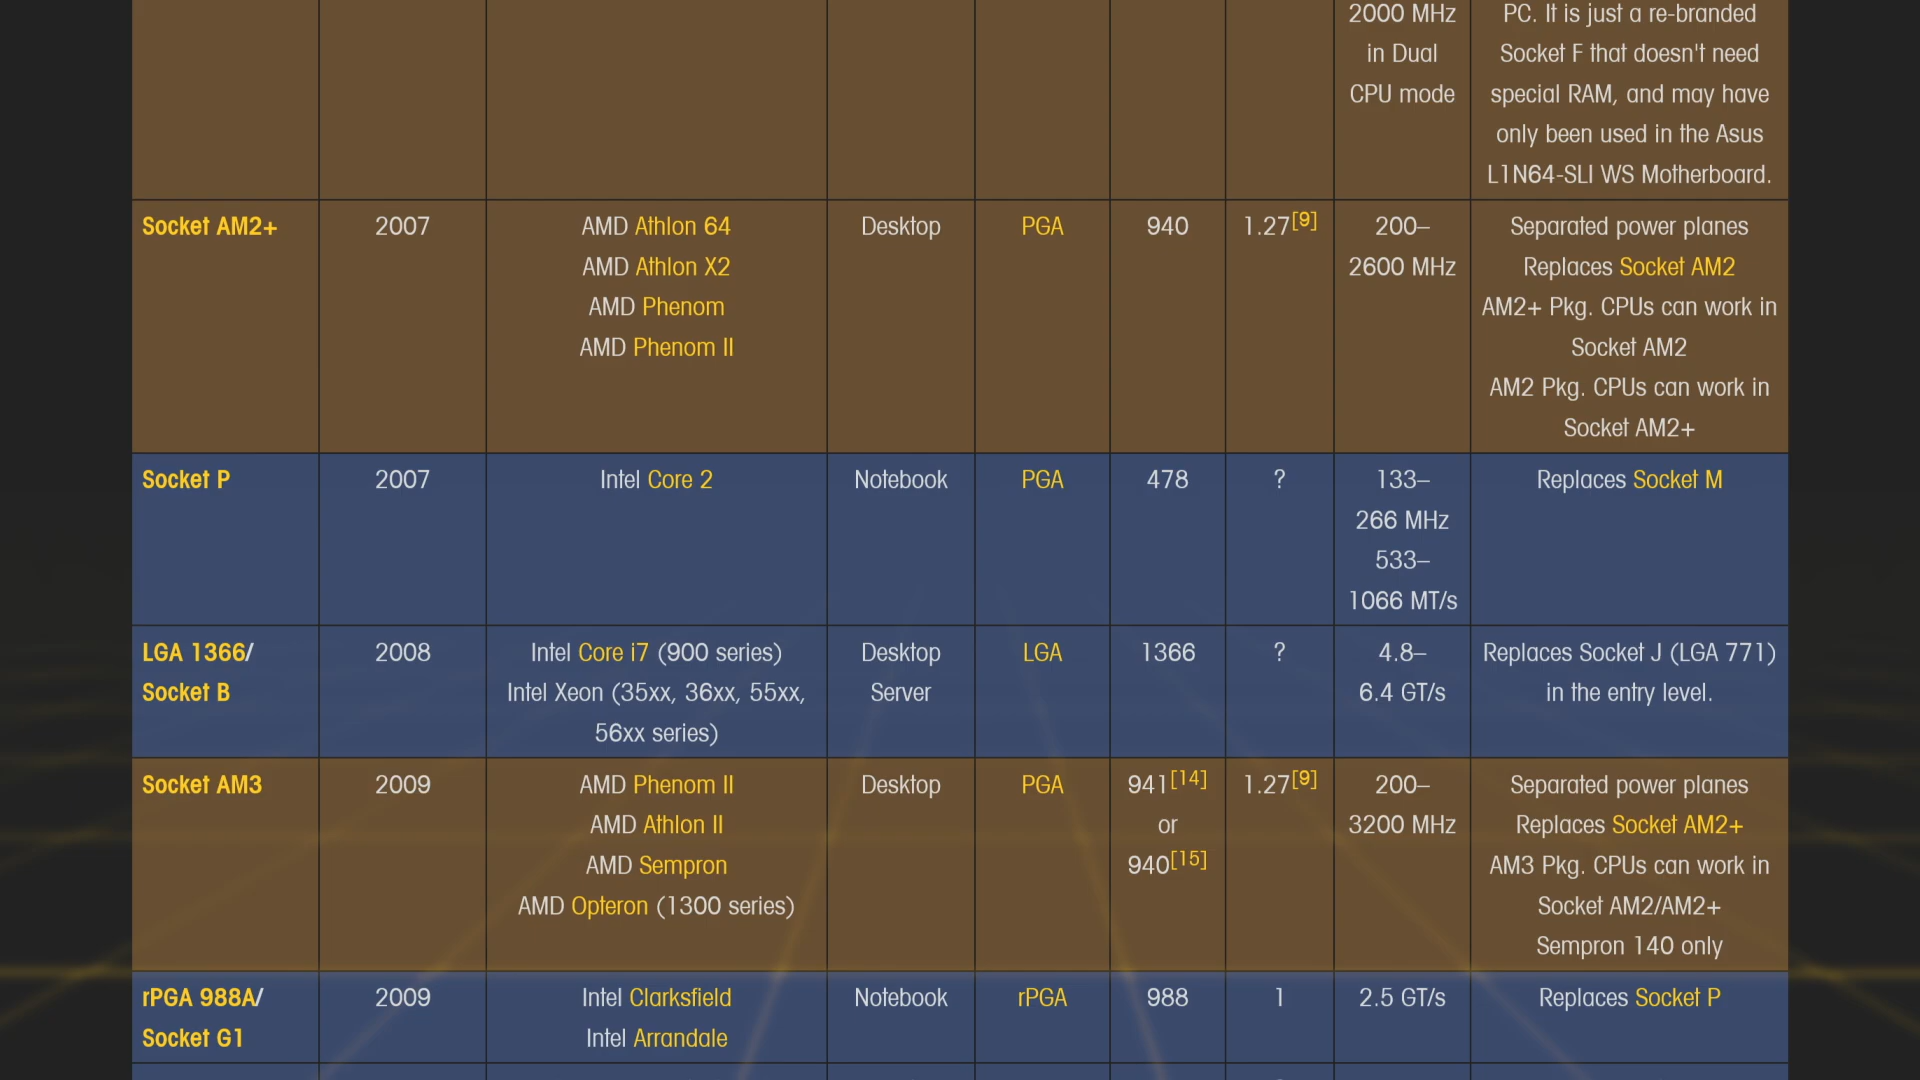 2000 MHz
in Dual
CPU mode
PC. It is just a re-branded
Socket F that doesn't need
special RAM, and may have
only been used in the Asus
L1N64-SLI WS Motherboard.
Socket AM2+
2007
AMD Athlon 64
AMD Athlon X2
AMD Phenom
AMD Phenom II
Desktop
PGA
940
1.27[9]
200–
2600 MHz
Separated power planes
Replaces Socket AM2
AM2+ Pkg. CPUs can work in
Socket AM2
AM2 Pkg. CPUs can work in
Socket AM2+
Socket P
2007
Intel Core 2
Notebook
PGA
478
?
133–
266 MHz
533–
1066 MT/s
Replaces Socket M
LGA 1366/
Socket B
2008
Intel Core i7 (900 series)
Intel Xeon (35xx, 36xx, 55xx,
56xx series)
Desktop
Server
LGA
1366
?
4.8–
6.4 GT/s
Replaces Socket J (LGA 771)
in the entry level.
Socket AM3
2009
AMD Phenom II
AMD Athlon II
AMD Sempron
AMD Opteron (1300 series)
Desktop
PGA
941[14]
or
940[15]
1.27[9]
200–
3200 MHz
Separated power planes
Replaces Socket AM2+
AM3 Pkg. CPUs can work in
Socket AM2/AM2+
Sempron 140 only
rPGA 988A/
Socket G1
2009
Intel Clarksfield
Intel Arrandale
Notebook
rPGA
988
1
2.5 GT/s
Replaces Socket P